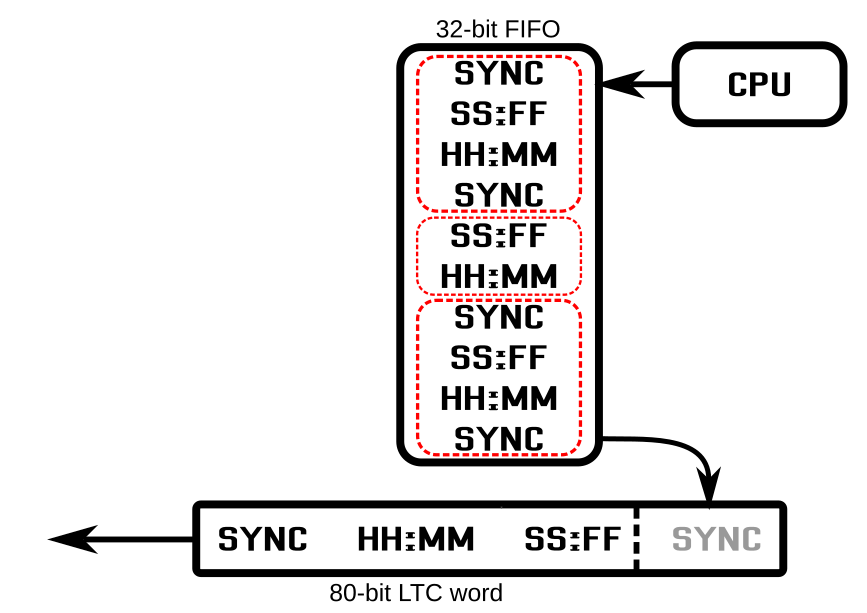 32-bit FIFO
SYNC
CPU
SS:FF
HH:MM
SYNC
SS:FF
HH:MM
SYNC
SS:FF
HH:MM
SYNC
SYNC HH:MM SS:FF SYNC
80-bit LTC word